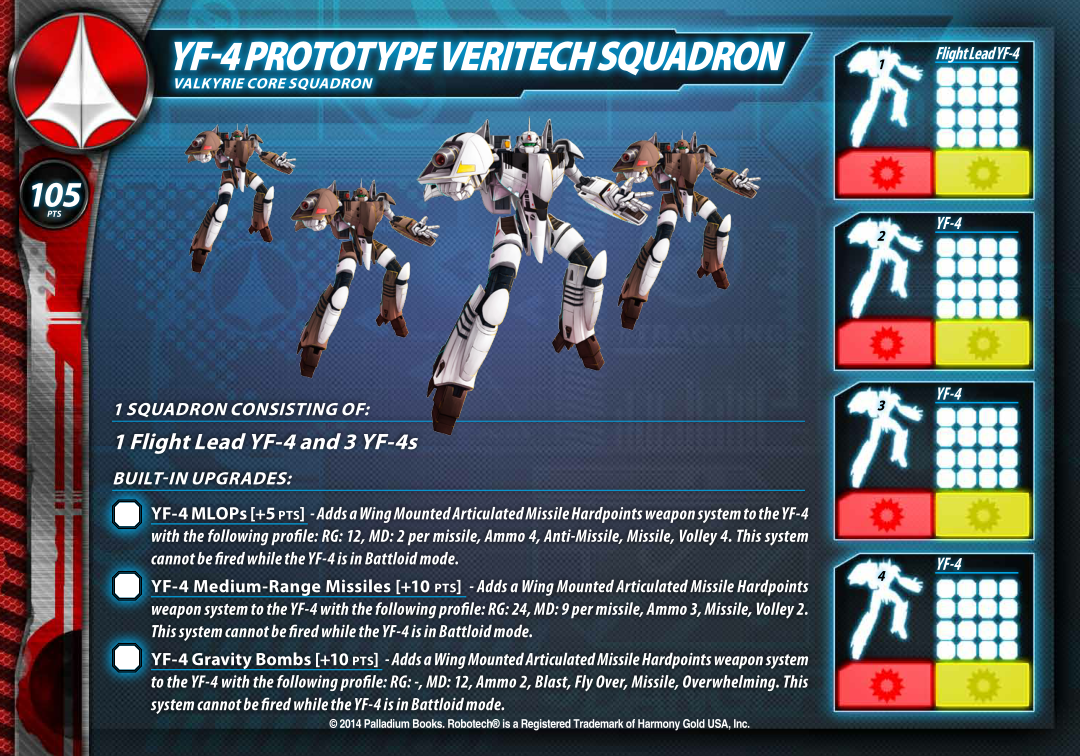 YF-4 PROTOTYPE VERITECH SQUADRON
VALKYRIE CORE SQUADRON
105
PTS
1 SQUADRON CONSISTING OF:
1 Flight Lead YF-4 and 3 YF-4s
BUILT-IN UPGRADES:
YF-4 MLOPs [+5 PTS] - Adds a Wing Mounted Articulated Missile Hardpoints weapon system to the YF-4
with the following profile: RG: 12, MD: 2 per missile, Ammo 4, Anti-Missile, Missile, Volley 4. This system
cannot be fired while the YF-4 is in Battloid mode.
YF-4 Medium-Range Missiles [+10 PTS] - Adds a Wing Mounted Articulated Missile Hardpoints
weapon system to the YF-4 with the following profile: RG: 24, MD: 9 per missile, Ammo 3, Missile, Volley 2.
This system cannot be fired while the YF-4 is in Battloid mode.
YF-4 Gravity Bombs [+10 PTS] - Adds a Wing Mounted Articulated Missile Hardpoints weapon system
to the YF-4 with the following profile: RG: -, MD: 12, Ammo 2, Blast, Fly Over, Missile, Overwhelming. This
system cannot be fired while the YF-4 is in Battloid mode.
© 2014 Palladium Books. Robotech® is a Registered Trademark of Harmony Gold USA, Inc.
1
Flight Lead YF-4
2
YF-4
3
YF-4
4
YF-4